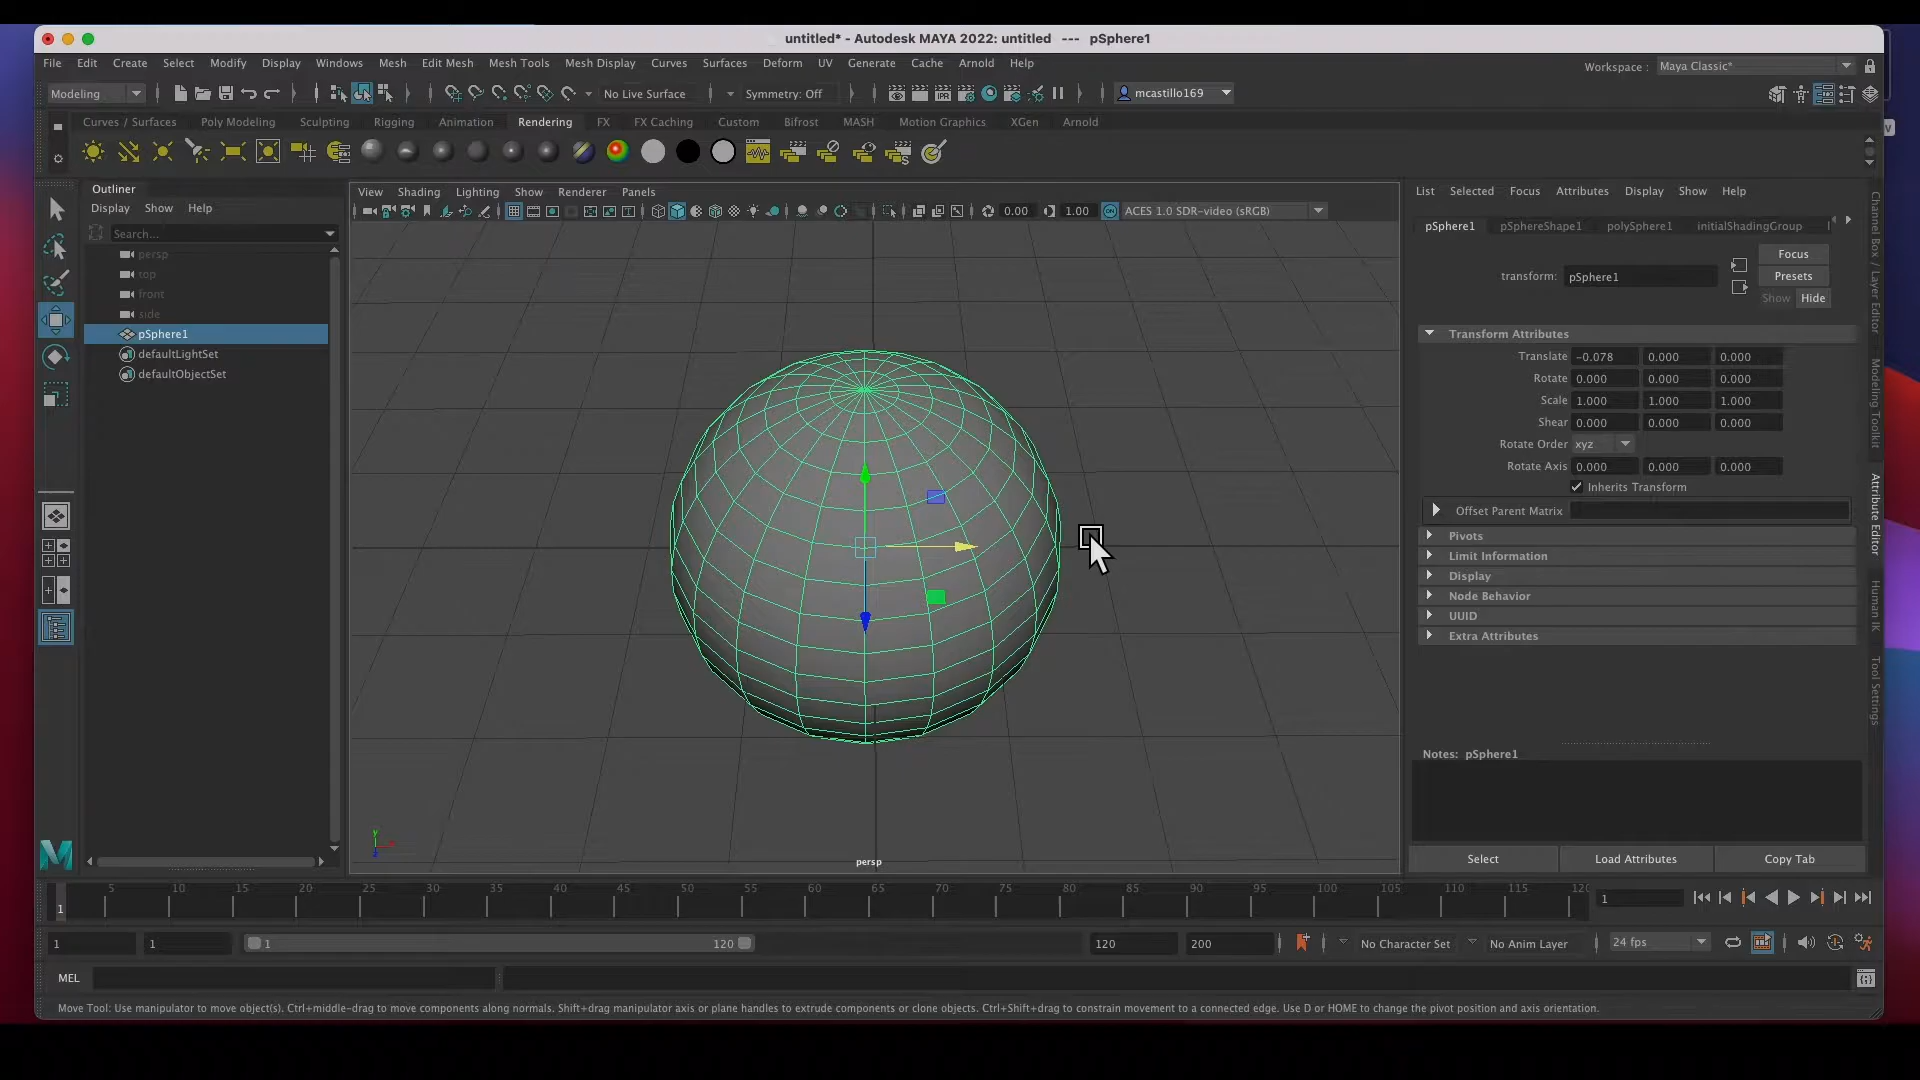 untitled* - Autodesk MAYA 2022: untitled --- pSphere1
File Edit Create Select Modify Display Windows Mesh Edit Mesh Mesh Tools Mesh Display Curves Surfaces Deform UV Generate Cache Arnold Help
Workspace : Maya Classic*
Modeling No Live Surface Symmetry: Off mcastillo169
Curves / Surfaces Poly Modeling Sculpting Rigging Animation Rendering FX FX Caching Custom Bifrost MASH Motion Graphics XGen Arnold
Outliner
Display Show Help
Search...
persp
top
front
side
pSphere1
defaultLightSet
defaultObjectSet
View Shading Lighting Show Renderer Panels
0.00 1.00 ACES 1.0 SDR-video (sRGB)
persp
List Selected Focus Attributes Display Show Help
pSphere1 pSphereShape1 polySphere1 initialShadingGroup
Focus
transform: pSphere1 Presets
Show Hide
Transform Attributes
Translate -0.078 0.000 0.000
Rotate 0.000 0.000 0.000
Scale 1.000 1.000 1.000
Shear 0.000 0.000 0.000
Rotate Order xyz
Rotate Axis 0.000 0.000 0.000
Inherits Transform
Offset Parent Matrix
Pivots
Limit Information
Display
Node Behavior
UUID
Extra Attributes
Notes: pSphere1
Select Load Attributes Copy Tab
Channel Box / Layer Editor
Modeling Toolkit
Attribute Editor
Human IK
Tool Settings
5 10 15 20 25 30 35 40 45 50 55 60 65 70 75 80 85 90 95 100 105 110 115 120
1 1
1 1 1 120 120 200 No Character Set No Anim Layer 24 fps
MEL
Move Tool: Use manipulator to move object(s). Ctrl+middle-drag to move components along normals. Shift+drag manipulator axis or plane handles to extrude components or clone objects. Ctrl+Shift+drag to constrain movement to a connected edge. Use D or HOME to change the pivot position and axis orientation.